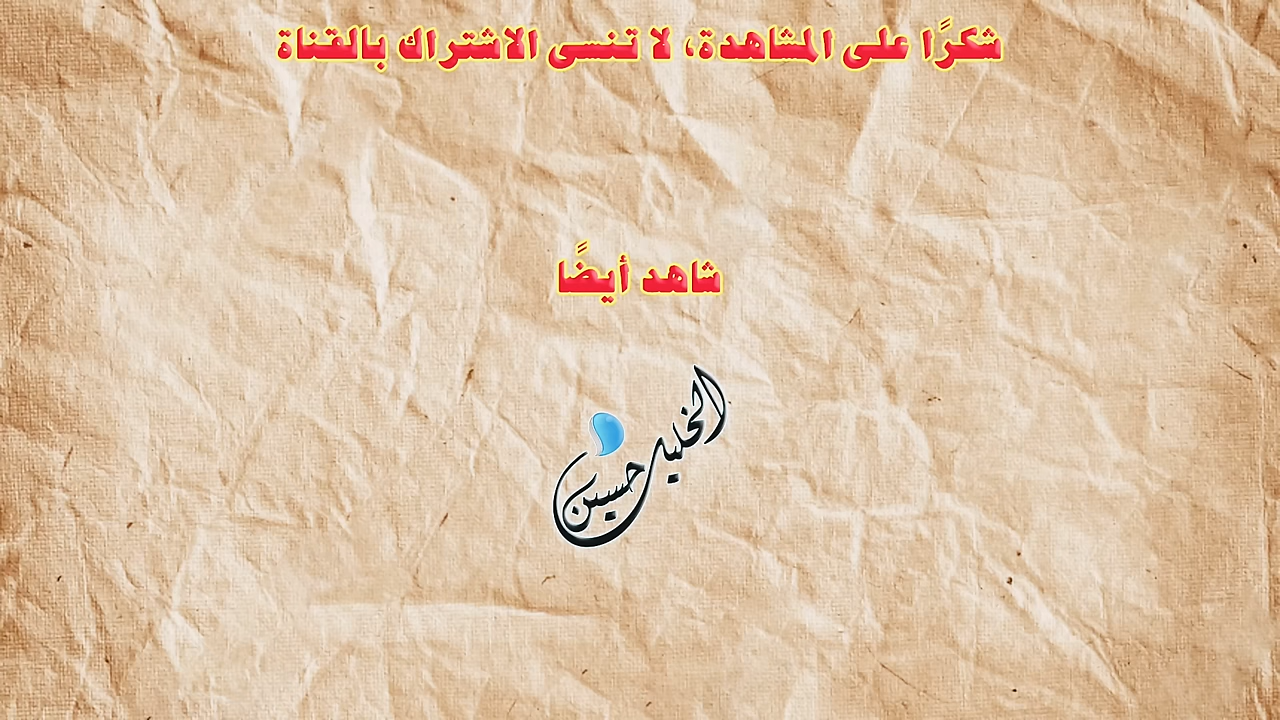 شكرًا على المشاهدة، لا تنسى الاشتراك بالقناة
شاهد أيضًا
الخليل حسين